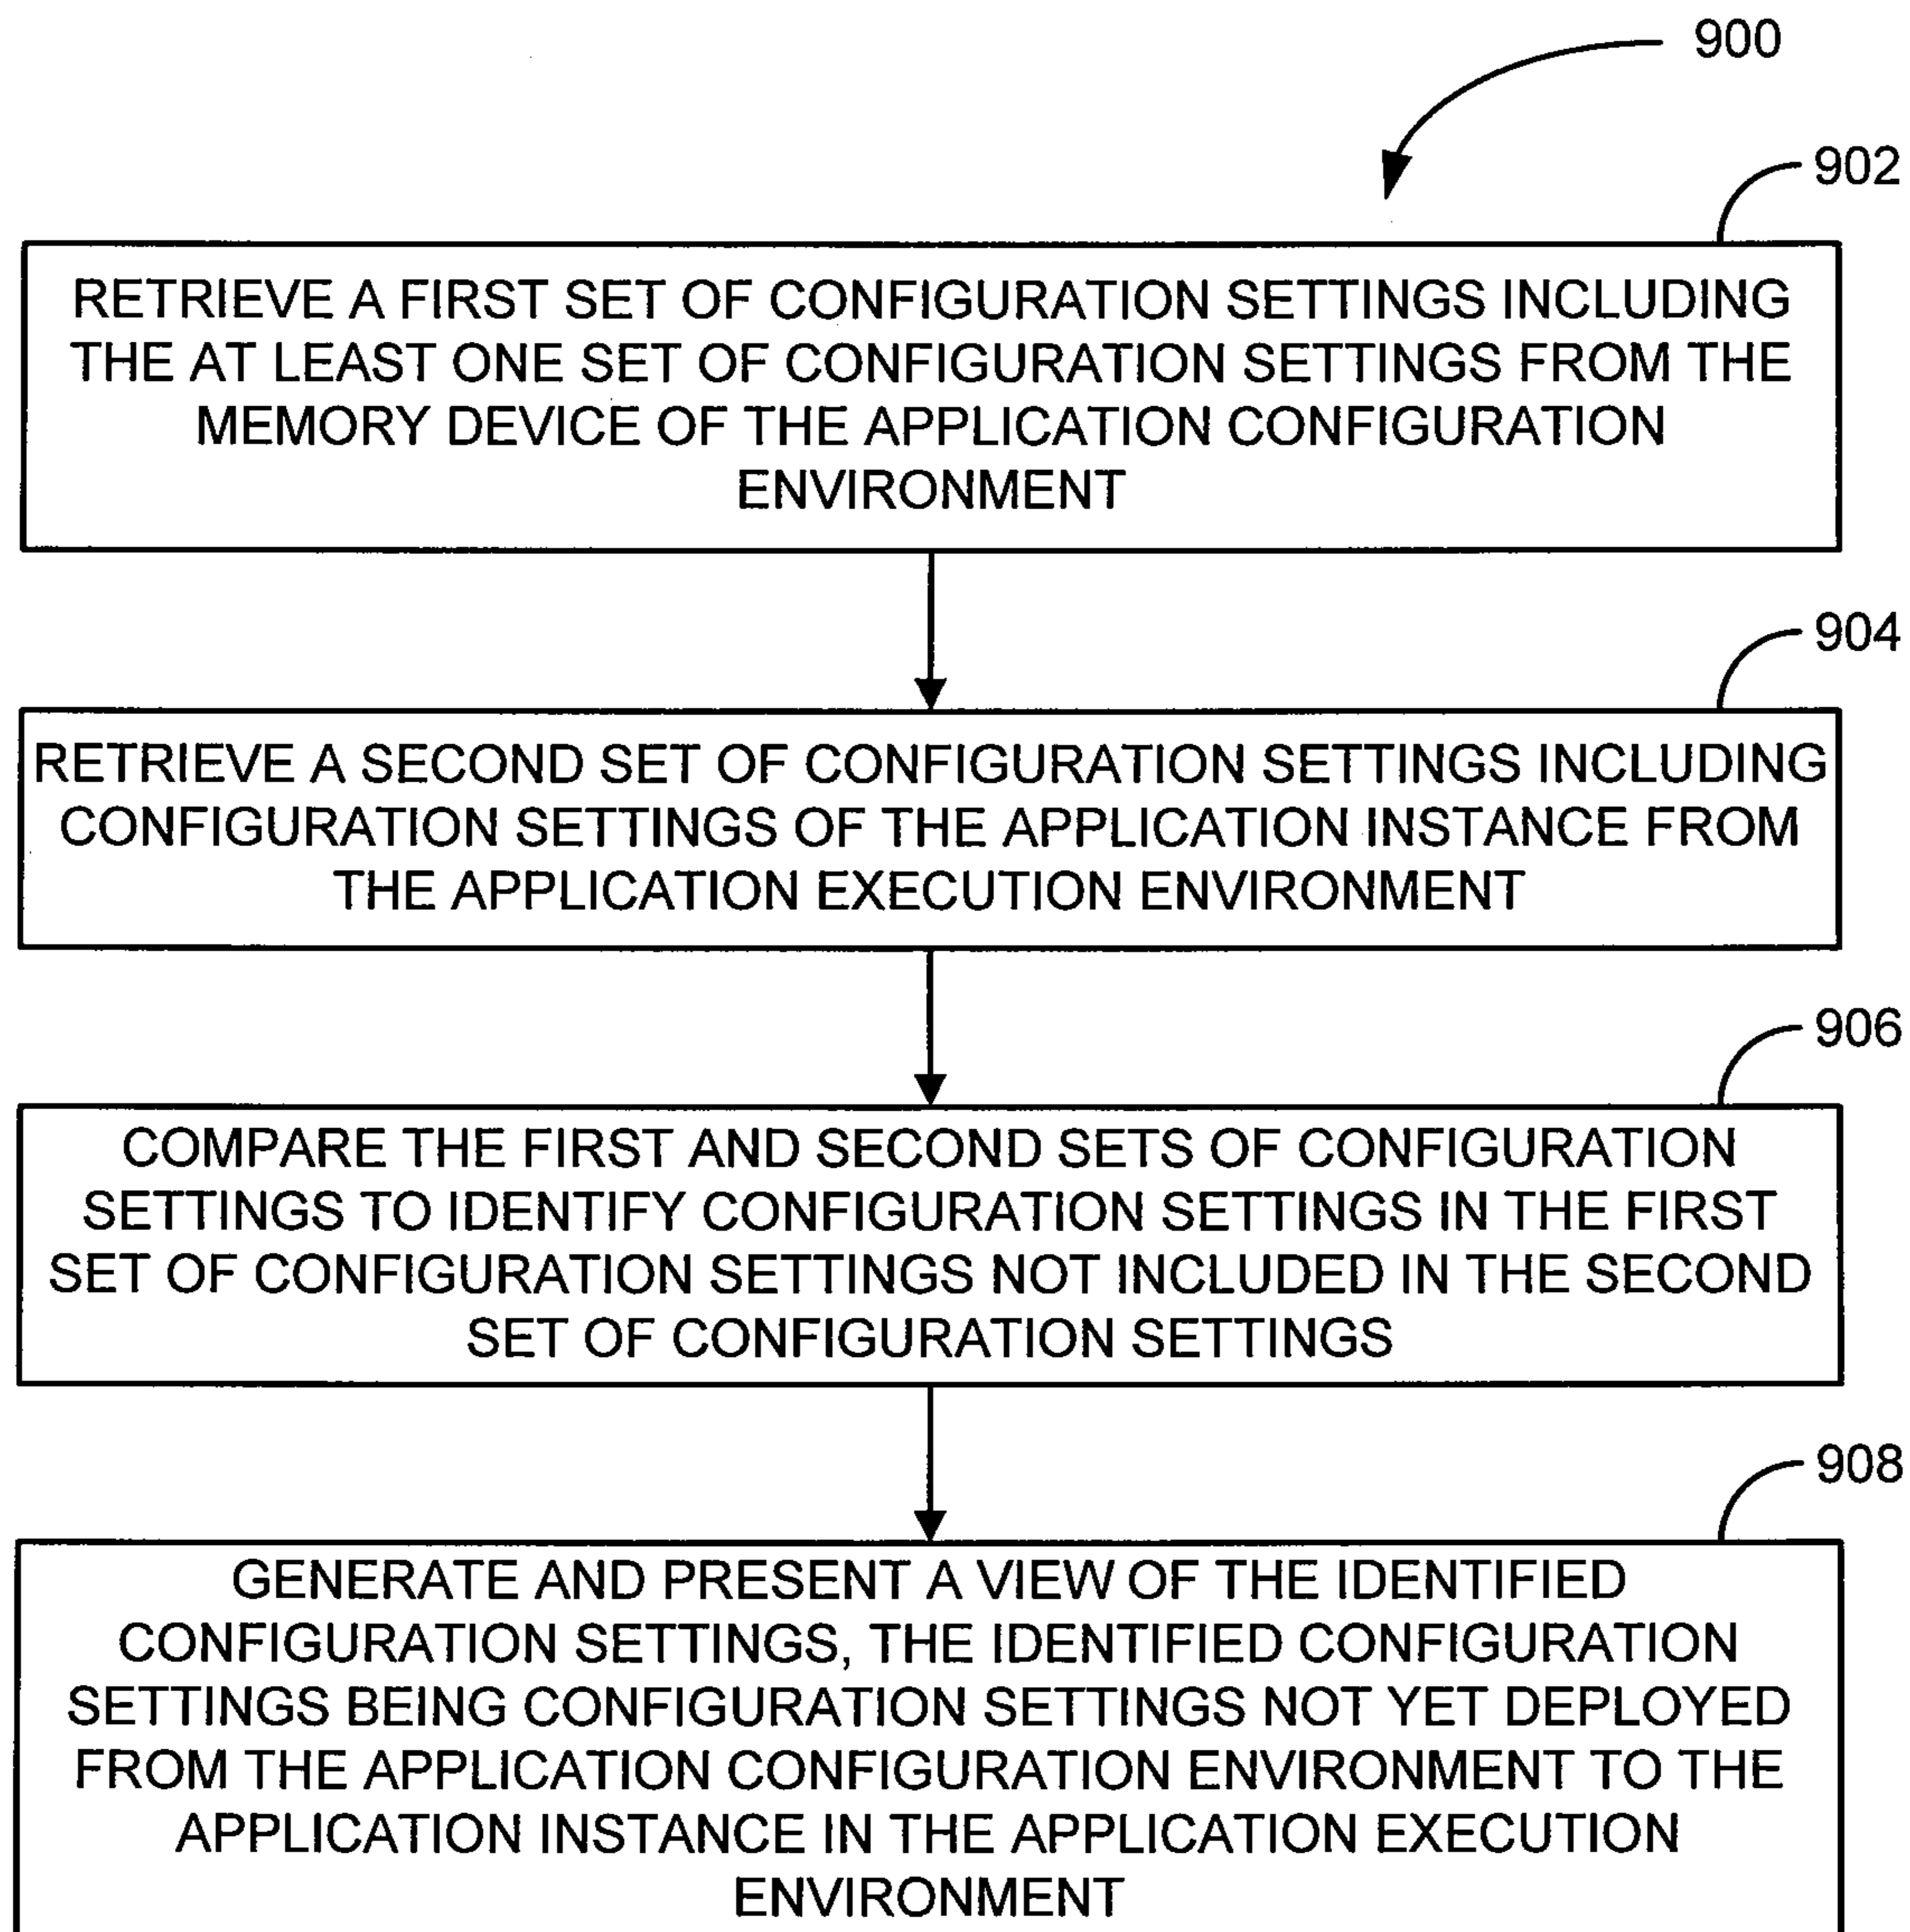 900
902
RETRIEVE A FIRST SET OF CONFIGURATION SETTINGS INCLUDING
THE AT LEAST ONE SET OF CONFIGURATION SETTINGS FROM THE
MEMORY DEVICE OF THE APPLICATION CONFIGURATION
ENVIRONMENT
904
RETRIEVE A SECOND SET OF CONFIGURATION SETTINGS INCLUDING
CONFIGURATION SETTINGS OF THE APPLICATION INSTANCE FROM
THE APPLICATION EXECUTION ENVIRONMENT
906
COMPARE THE FIRST AND SECOND SETS OF CONFIGURATION
SETTINGS TO IDENTIFY CONFIGURATION SETTINGS IN THE FIRST
SET OF CONFIGURATION SETTINGS NOT INCLUDED IN THE SECOND
SET OF CONFIGURATION SETTINGS
908
GENERATE AND PRESENT A VIEW OF THE IDENTIFIED
CONFIGURATION SETTINGS, THE IDENTIFIED CONFIGURATION
SETTINGS BEING CONFIGURATION SETTINGS NOT YET DEPLOYED
FROM THE APPLICATION CONFIGURATION ENVIRONMENT TO THE
APPLICATION INSTANCE IN THE APPLICATION EXECUTION
ENVIRONMENT